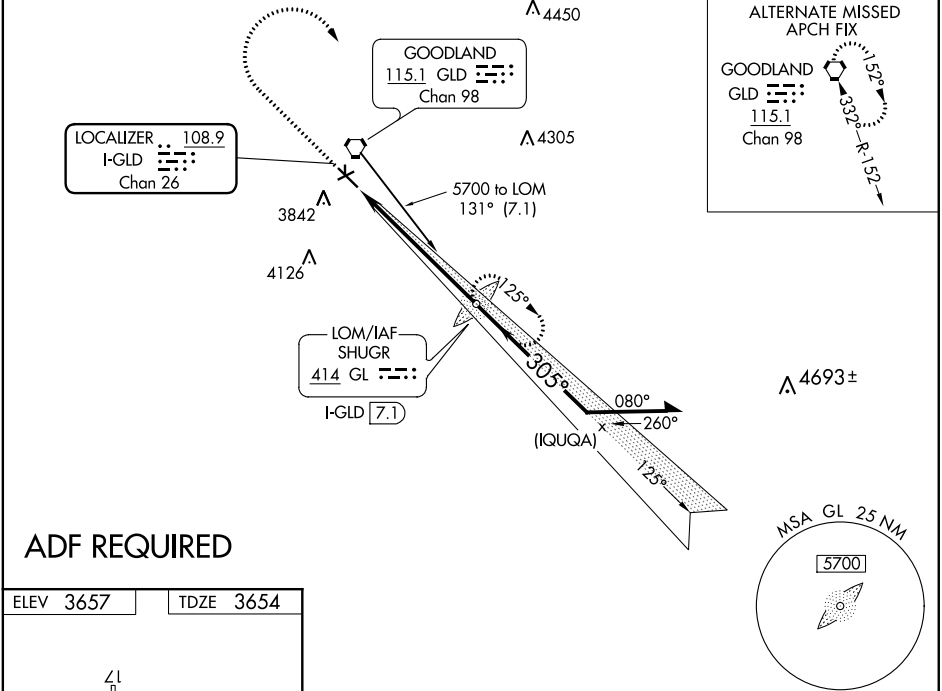 4450
GOODLAND
115.1 GLD
Chan 98
LOCALIZER 108.9
I-GLD
Chan 26
4305
5700 to LOM
131° (7.1)
3842
4126
125°
LOM/IAF
SHUGR
414 GL
I-GLD 7.1
305°
080°
260°
(IQUQA)
125°
4693±
ALTERNATE MISSED
APCH FIX
GOODLAND
GLD
115.1
Chan 98
152°
332°
R-152
MSA GL 25 NM
5700
ADF REQUIRED
ELEV 3657
TDZE 3654
17